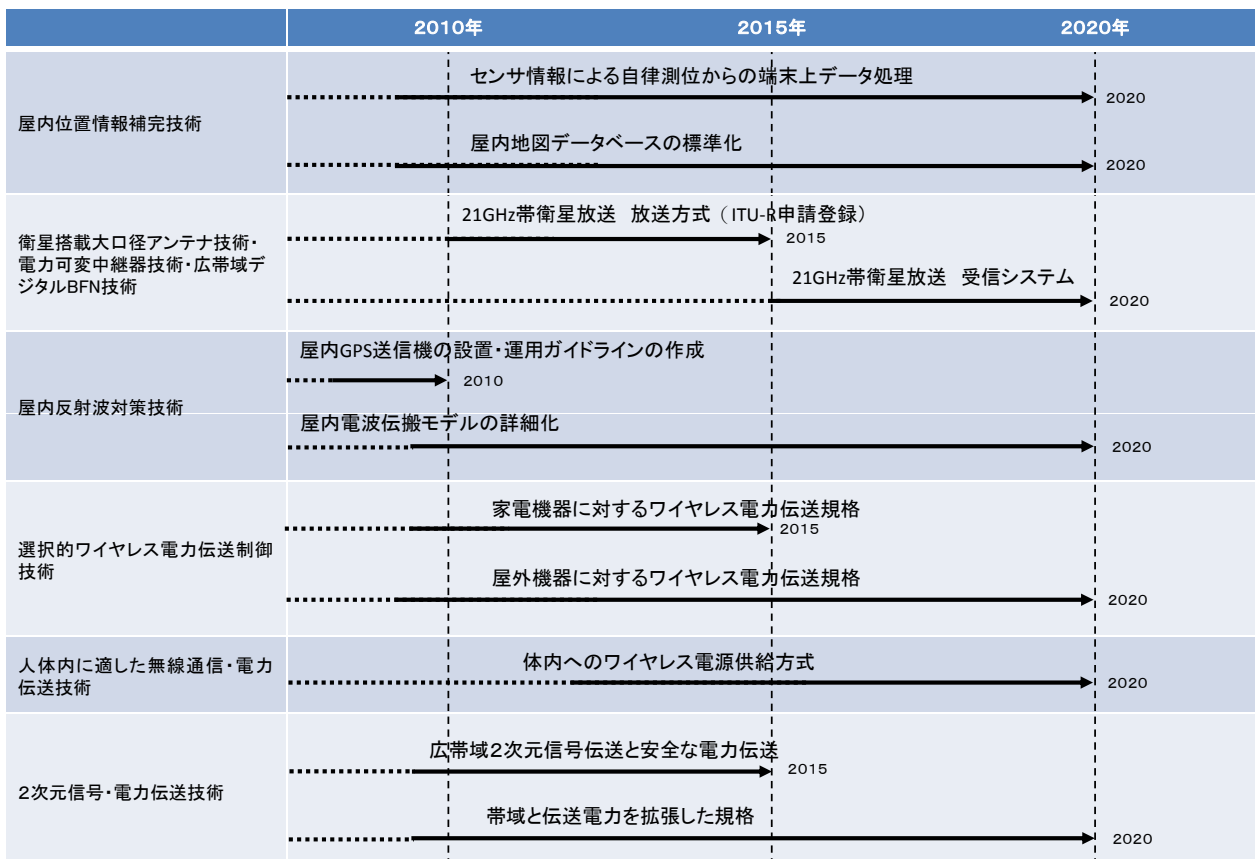 2010年 2015年 2020年
屋内位置情報補完技術
センサ情報による自律測位からの端末上データ処理
2020
屋内地図データベースの標準化
2020
衛星搭載大口径アンテナ技術・
電力可変中継器技術・広帯域デ
ジタルBFN技術
21GHz帯衛星放送 放送方式（ITU-R申請登録）
2015
21GHz帯衛星放送 受信システム
2020
屋内反射波対策技術
屋内GPS送信機の設置・運用ガイドラインの作成
2010
屋内電波伝搬モデルの詳細化
2020
選択的ワイヤレス電力伝送制御
技術
家電機器に対するワイヤレス電力伝送規格
2015
屋外機器に対するワイヤレス電力伝送規格
2020
人体内に適した無線通信・電力
伝送技術
体内へのワイヤレス電源供給方式
2020
２次元信号・電力伝送技術
広帯域２次元信号伝送と安全な電力伝送
2015
帯域と伝送電力を拡張した規格
2020